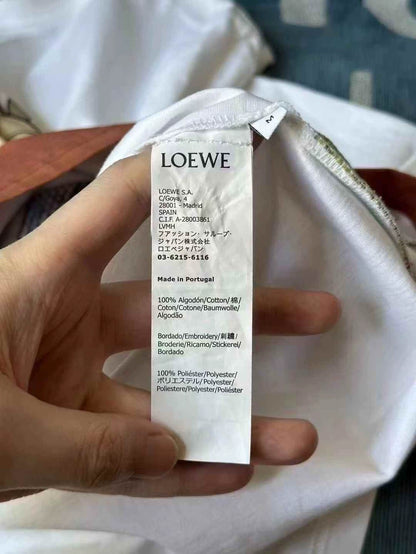 LOEWE
M
LOEWE S.A.
C/Goya, 4
28001 - Madrid
SPAIN
C.I.F. A-28003861
LVMH
フアッション・サループ・
ジャパン株式会社
ロエベジャパン
03-6215-6116
Made in Portugal
100% Algodón/Cotton/棉/
Coton/Cotone/Baumwolle/
Algodão
Bordado/Embroidery/刺繍/
Broderie/Ricamo/Stickerei/
Bordado
100% Poliéster/Polyester/
ポリエステル/Polyester/
Poliestere/Polyester/Poliéster